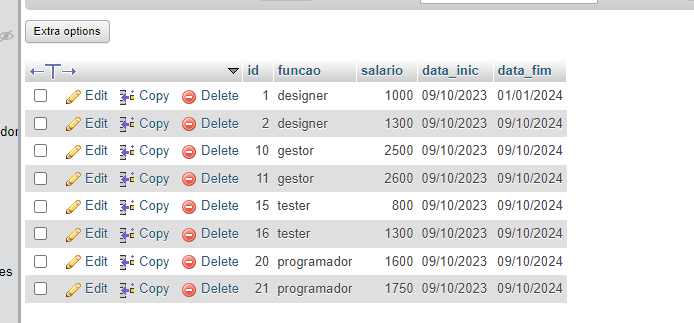 Extra options
id funcao salario data_inic data_fim
Edit Copy Delete 1 designer 1000 09/10/2023 01/01/2024
Edit Copy Delete 2 designer 1300 09/10/2023 09/10/2024
Edit Copy Delete 10 gestor 2500 09/10/2023 09/10/2024
Edit Copy Delete 11 gestor 2600 09/10/2023 09/10/2024
dor
Edit Copy Delete 15 tester 800 09/10/2023 09/10/2024
Edit Copy Delete 16 tester 1300 09/10/2023 09/10/2024
Edit Copy Delete 20 programador 1600 09/10/2023 09/10/2024
es
Edit Copy Delete 21 programador 1750 09/10/2023 09/10/2024